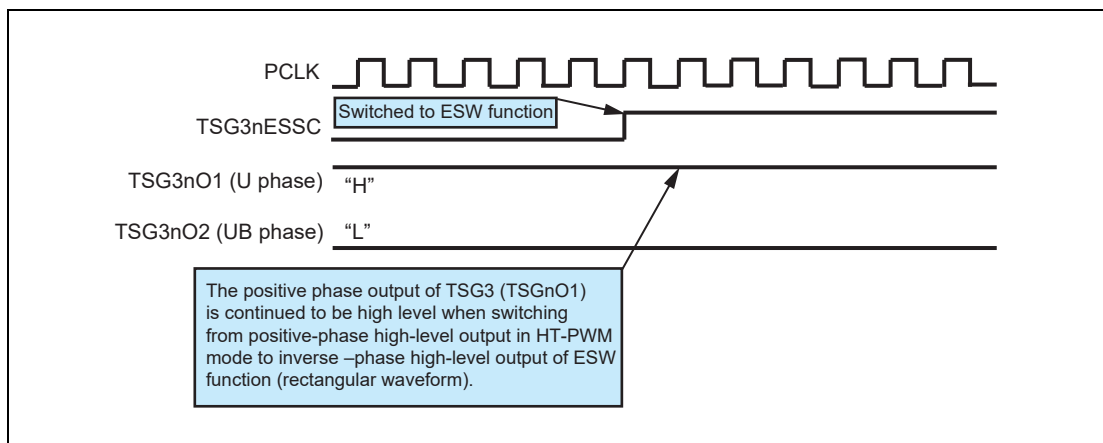 PCLK
Switched to ESW function
TSG3nESSC
TSG3nO1 (U phase)
“H”
TSG3nO2 (UB phase)
“L”
The positive phase output of TSG3 (TSGnO1)
is continued to be high level when switching
from positive-phase high-level output in HT-PWM
mode to inverse –phase high-level output of ESW
function (rectangular waveform).